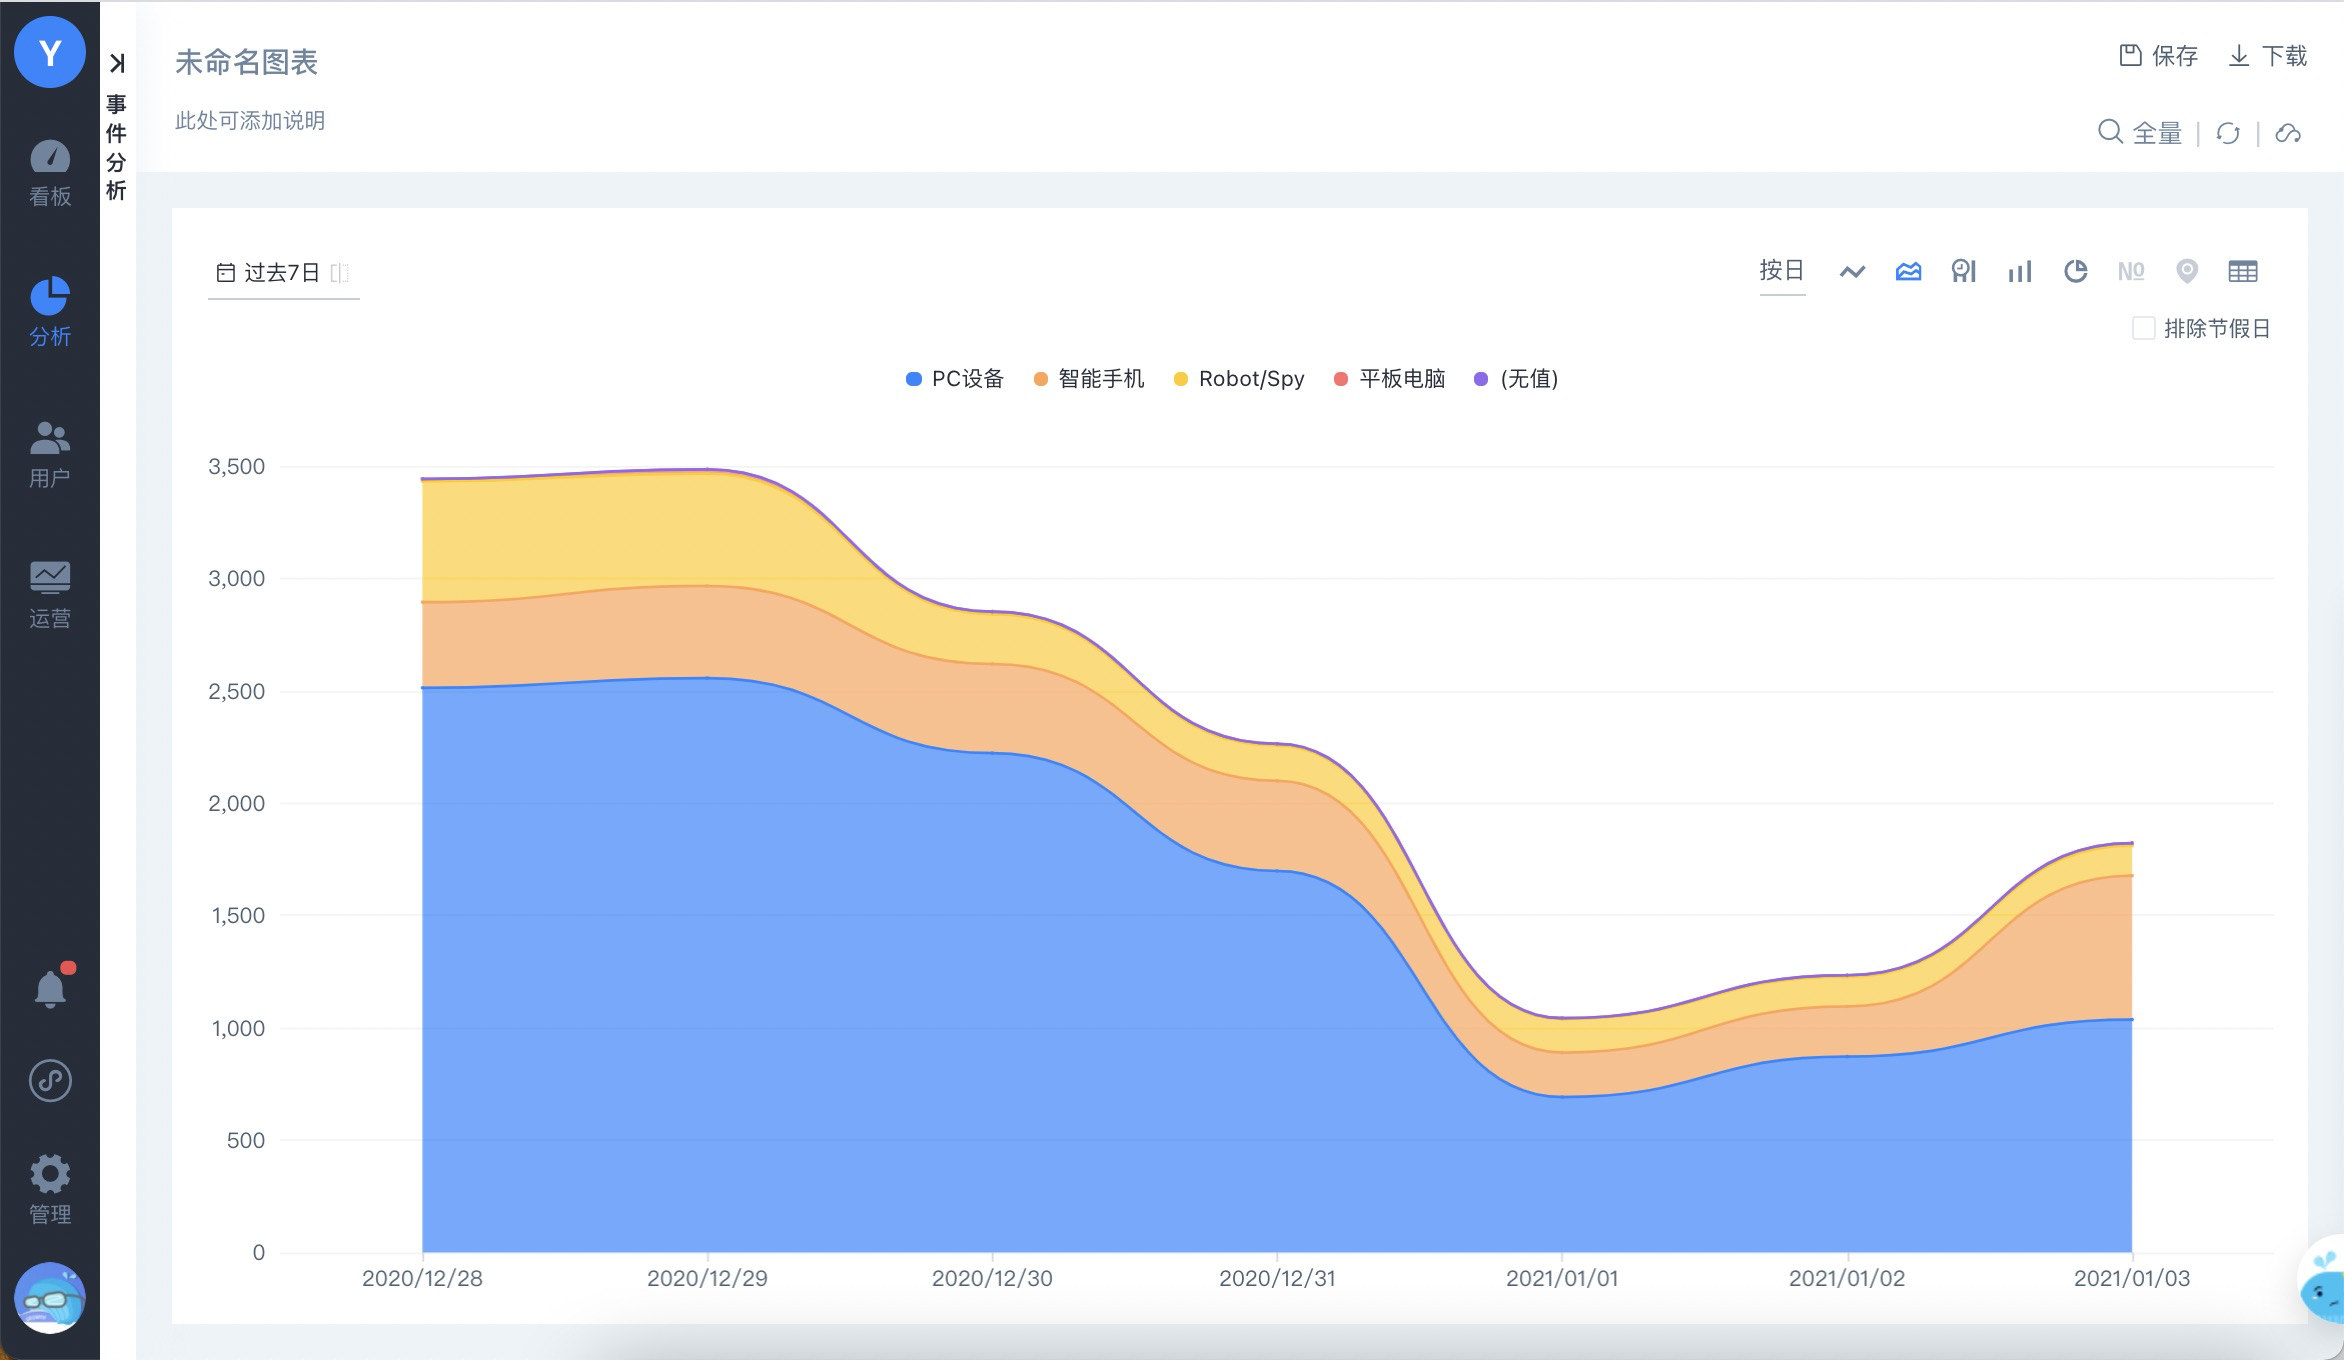 Y
看板
分析
用户
运营
管理
事件分析
未命名图表
此处可添加说明
保存 下载
全量
过去7日
按日
№
排除节假日
PC设备 智能手机 Robot/Spy 平板电脑 (无值)
3,500
3,000
2,500
2,000
1,500
1,000
500
0
2020/12/28 2020/12/29 2020/12/30 2020/12/31 2021/01/01 2021/01/02 2021/01/03